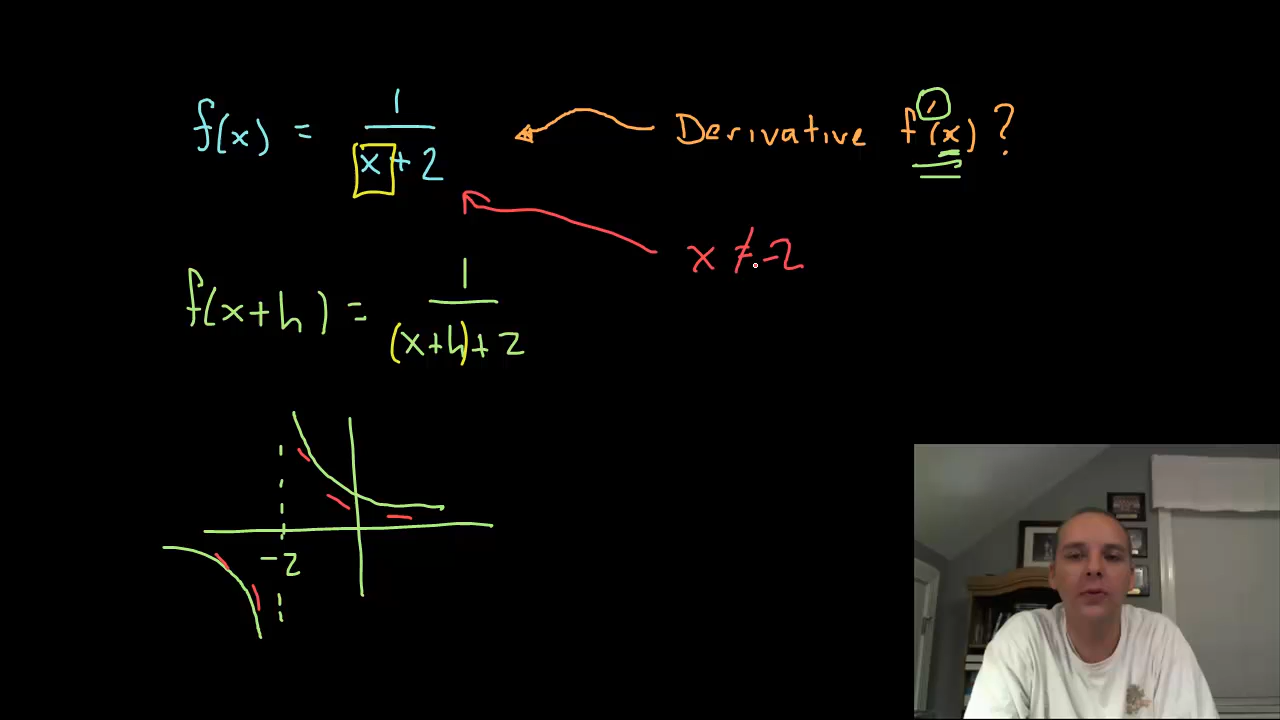 f(x) = 1/(x+2)
Derivative f'(x)?
x ≠ -2
f(x+h) = 1/((x+h)+2)
-2